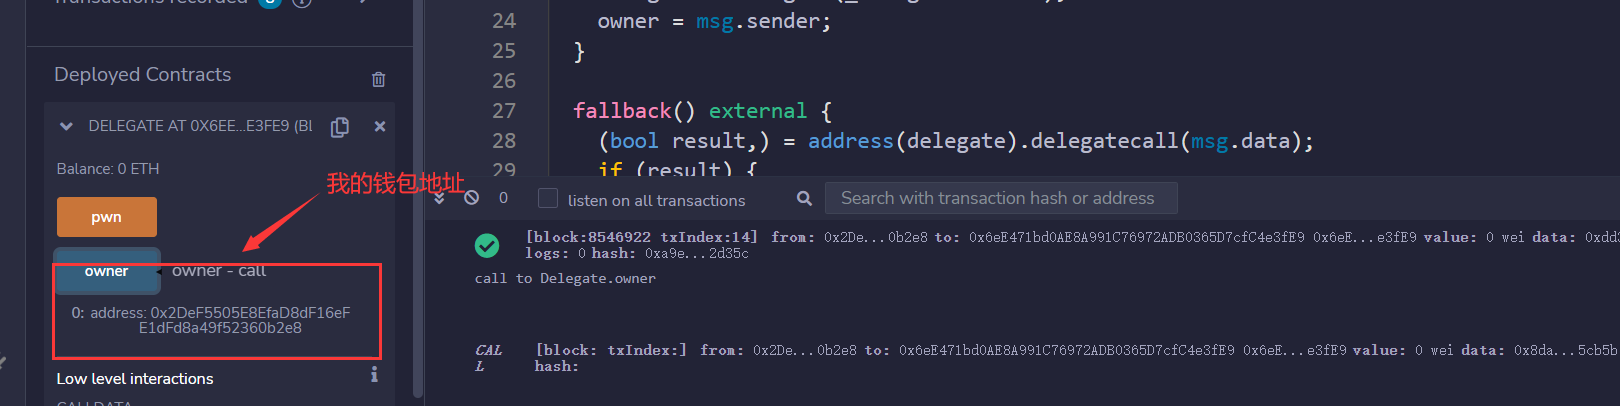 Transactions recorded
Deployed Contracts
DELEGATE AT 0X6EE...E3FE9 (Bl
Balance: 0 ETH
我的钱包地址
pwn
owner
owner - call
0: address: 0x2DeF5505E8EfaD8dF16eF
E1dFd8a49f52360b2e8
Low level interactions
CALLDATA
24 owner = msg.sender;
25 }
26
27 fallback() external {
28 (bool result,) = address(delegate).delegatecall(msg.data);
29 if (result) {
0 listen on all transactions
Search with transaction hash or address
[block:8546922 txIndex:14] from: 0x2De...0b2e8 to: 0x6eE471bd0AE8A991C76972ADB0365D7cfC4e3fE9 0x6eE...e3fE9 value: 0 wei data: 0xdd3
logs: 0 hash: 0xa9e...2d35c
call to Delegate.owner
CAL
L
[block: txIndex:] from: 0x2De...0b2e8 to: 0x6eE471bd0AE8A991C76972ADB0365D7cfC4e3fE9 0x6eE...e3fE9 value: 0 wei data: 0x8da...5cb5b
hash: